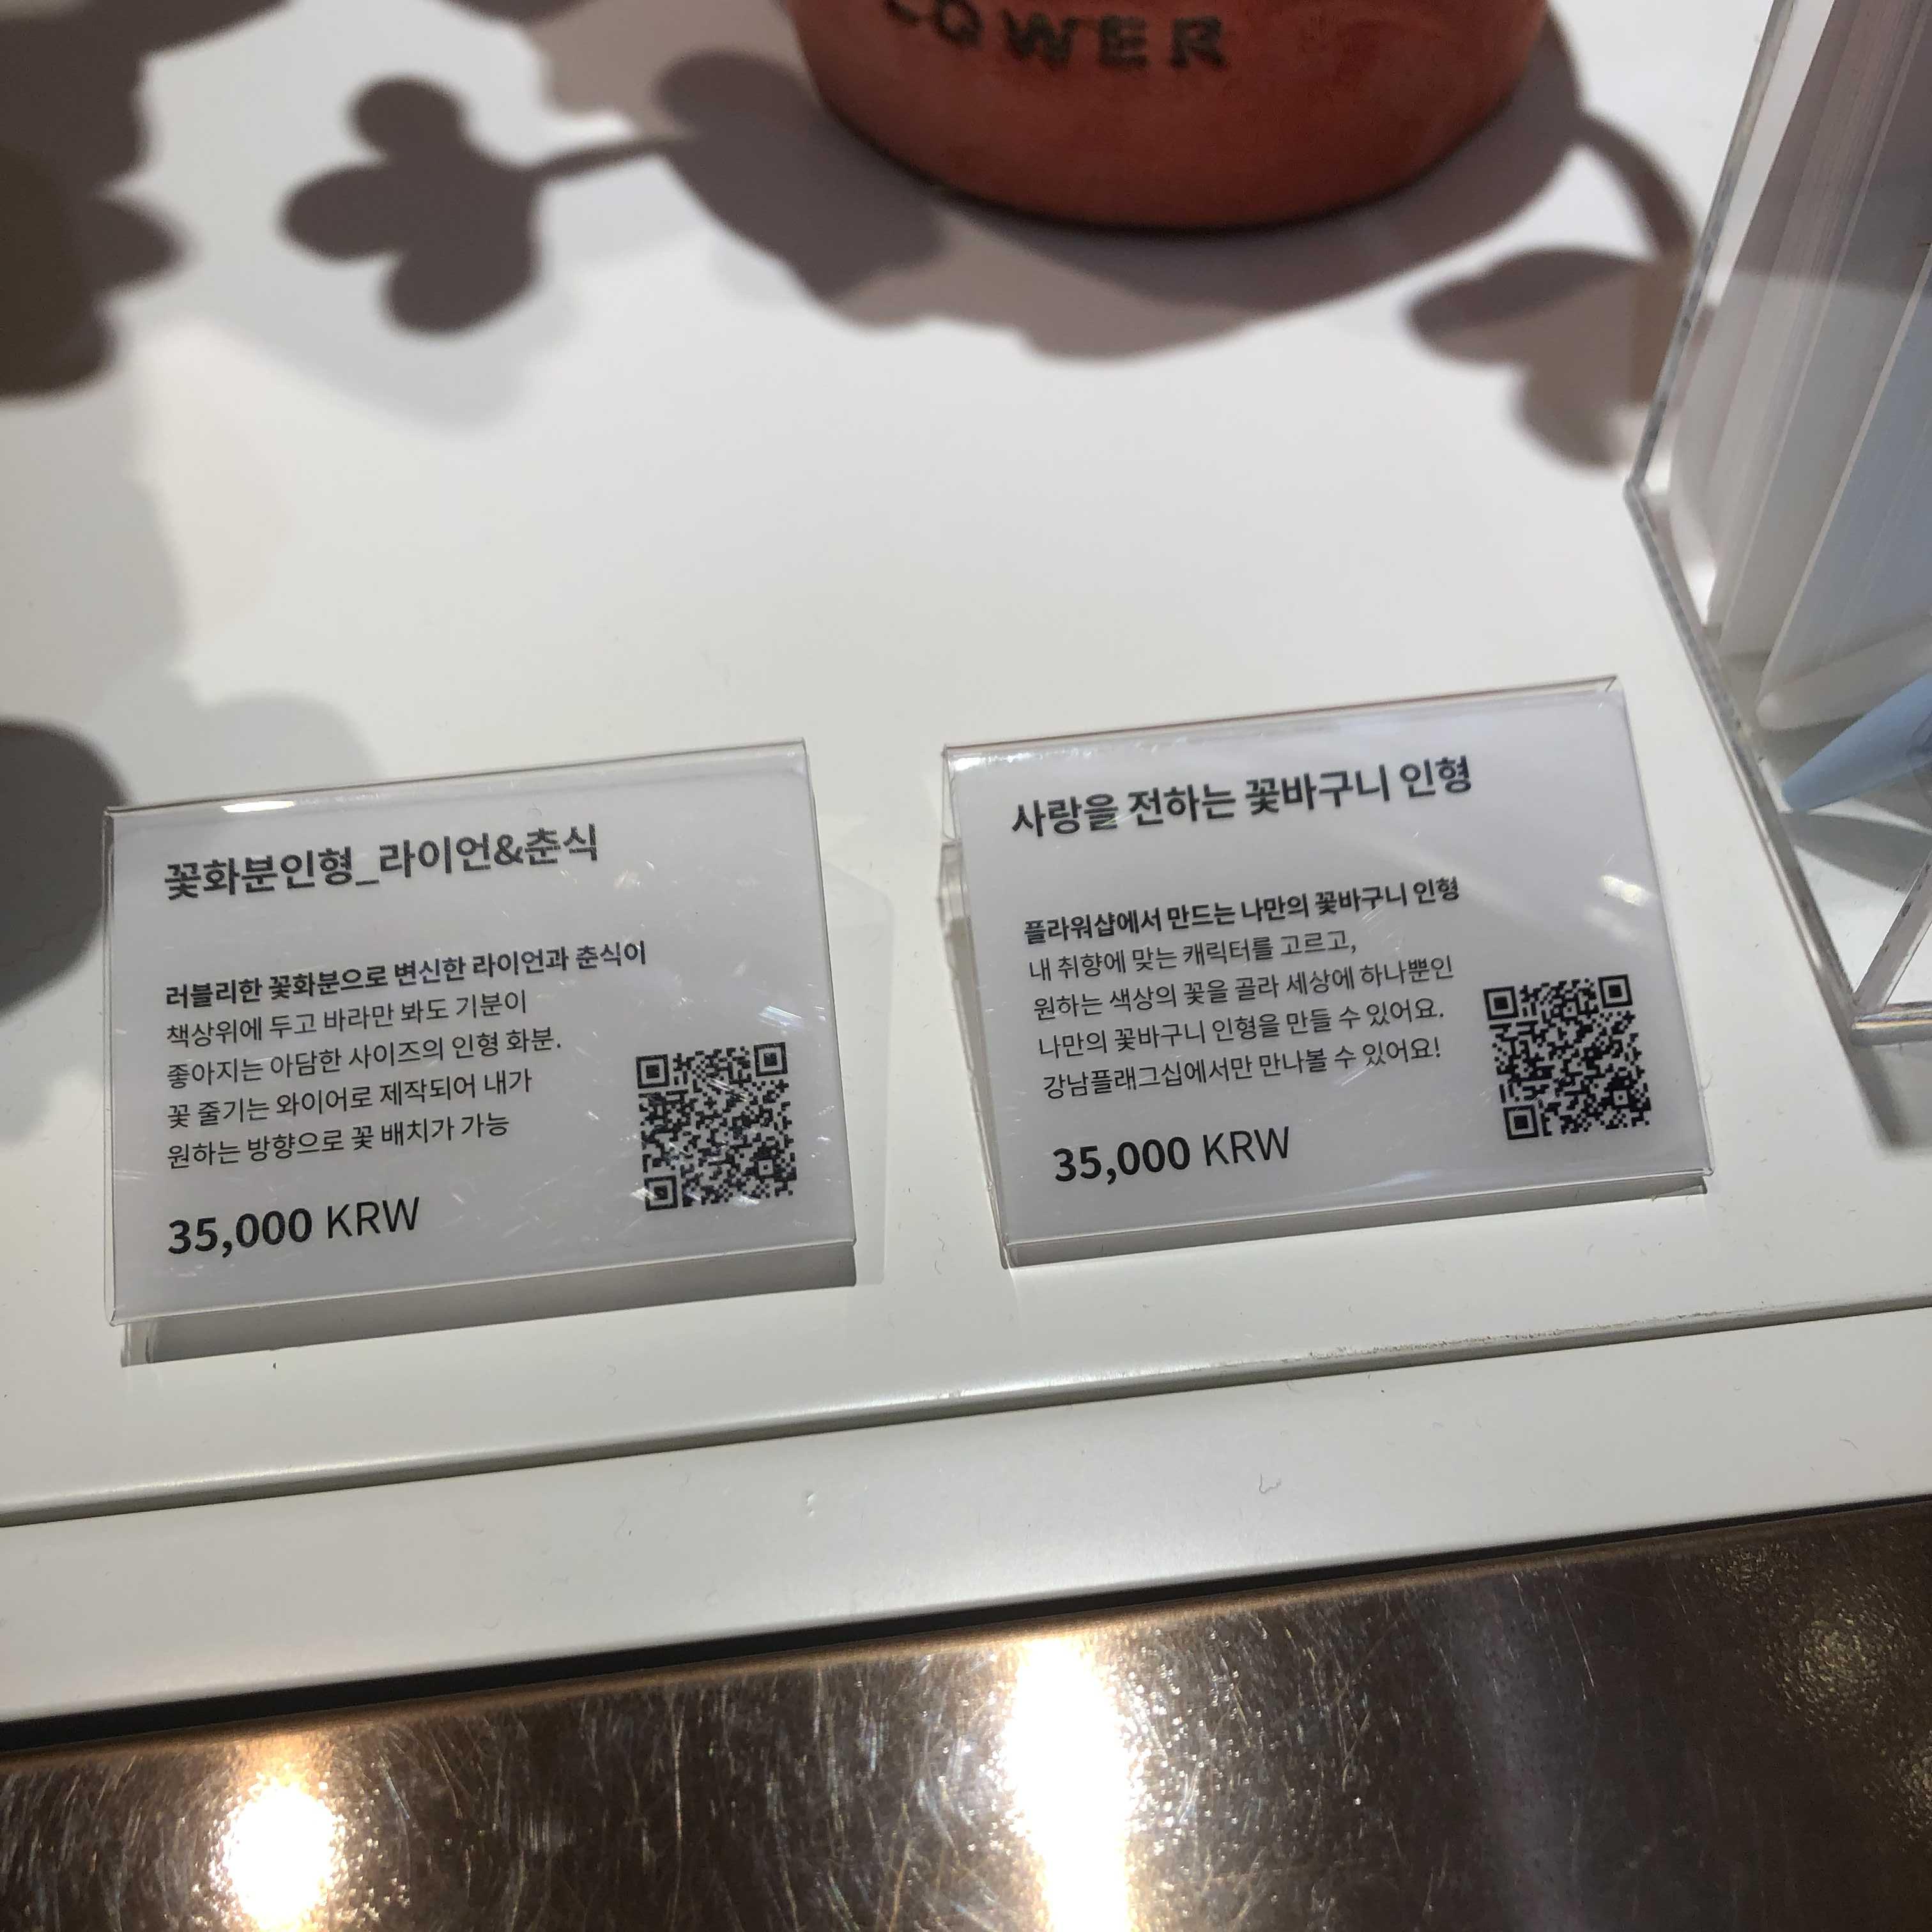 LOWER
꽃화분인형_라이언&춘식
러블리한 꽃화분으로 변신한 라이언과 춘식이
책상위에 두고 바라만 봐도 기분이
좋아지는 아담한 사이즈의 인형 화분.
꽃 줄기는 와이어로 제작되어 내가
원하는 방향으로 꽃 배치가 가능
35,000 KRW
사랑을 전하는 꽃바구니 인형
플라워샵에서 만드는 나만의 꽃바구니 인형
내 취향에 맞는 캐릭터를 고르고,
원하는 색상의 꽃을 골라 세상에 하나뿐인
나만의 꽃바구니 인형을 만들 수 있어요.
강남플래그십에서만 만나볼 수 있어요!
35,000 KRW